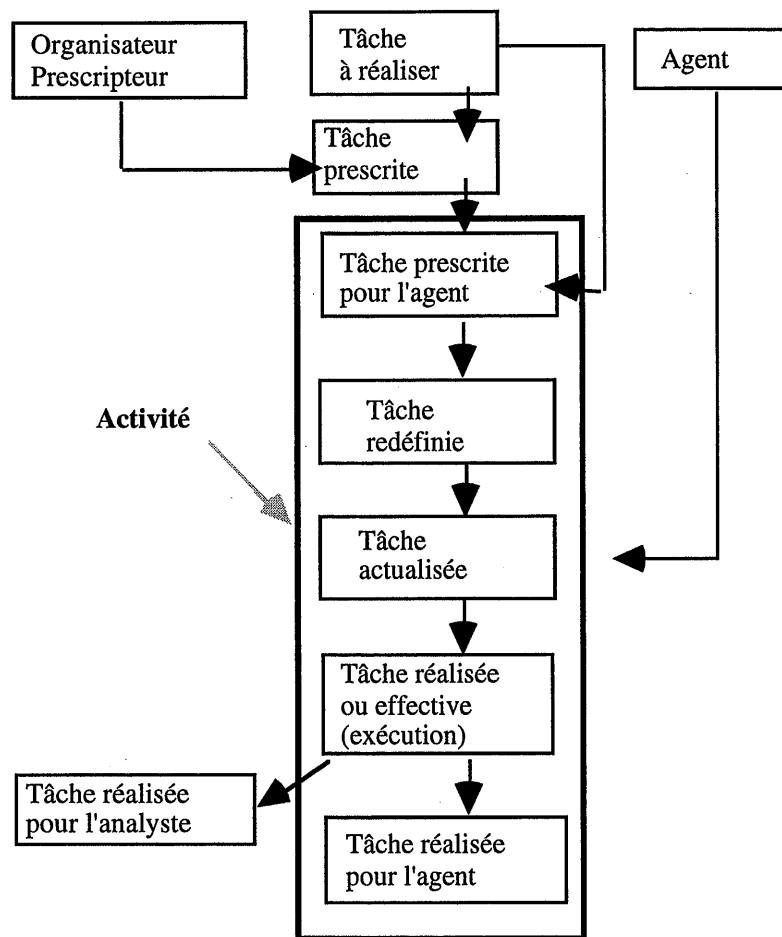 Organisateur
Prescripteur
Tâche
à réaliser
Agent
Tâche
prescrite
Tâche prescrite
pour l'agent
Tâche
redéfinie
Activité
Tâche
actualisée
Tâche réalisée
ou effective
(exécution)
Tâche réalisée
pour l'analyste
Tâche réalisée
pour l'agent